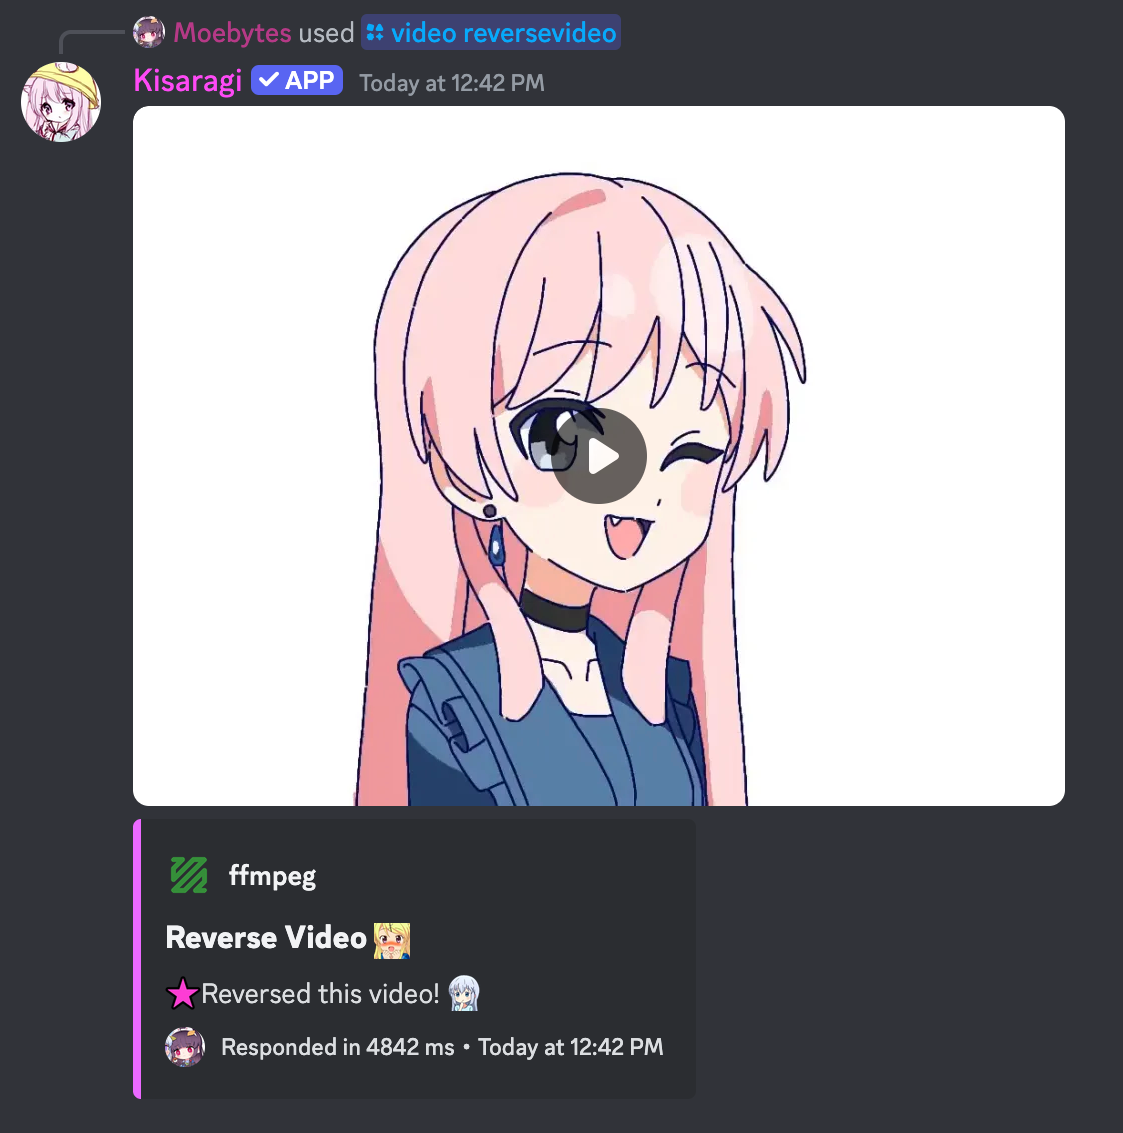 Moebytes used video reversevideo
Kisaragi APP Today at 12:42 PM
ffmpeg
Reverse Video
Reversed this video!
Responded in 4842 ms • Today at 12:42 PM